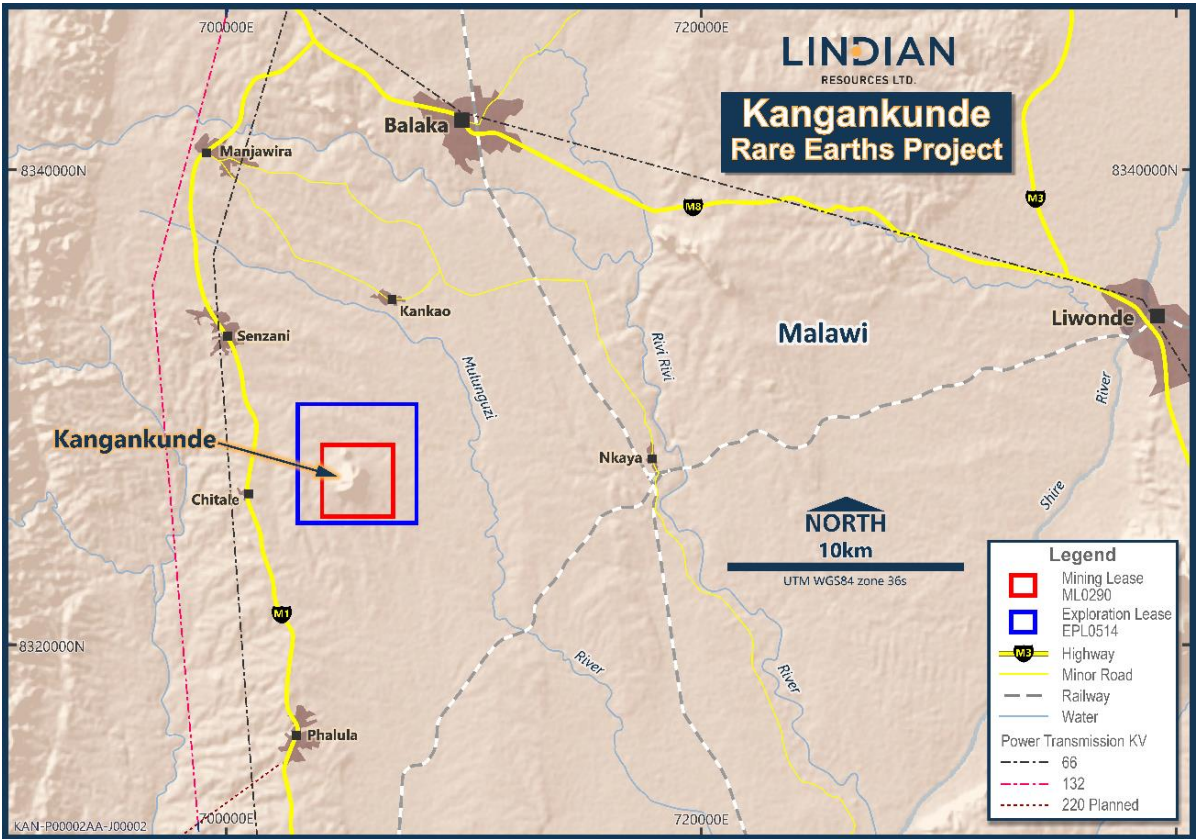 700000E
720000E
LINDIAN
RESOURCES LTD.
Kangankunde
Rare Earths Project
Balaka
Manjawira
8340000N
8340000N
M3
M8
Kankao
Senzani
Malawi
Liwonde
Rivi Rivi
Mulunguzi
River
Kangankunde
Nkaya
Chitale
Shire
NORTH
10km
UTM WGS84 zone 36s
M1
8320000N
River
River
Phalula
Legend
Mining Lease
ML0290
Exploration Lease
EPL0514
M3 Highway
Minor Road
Railway
Water
Power Transmission KV
66
132
220 Planned
KAN-P00002AA-J00002
700000E
720000E